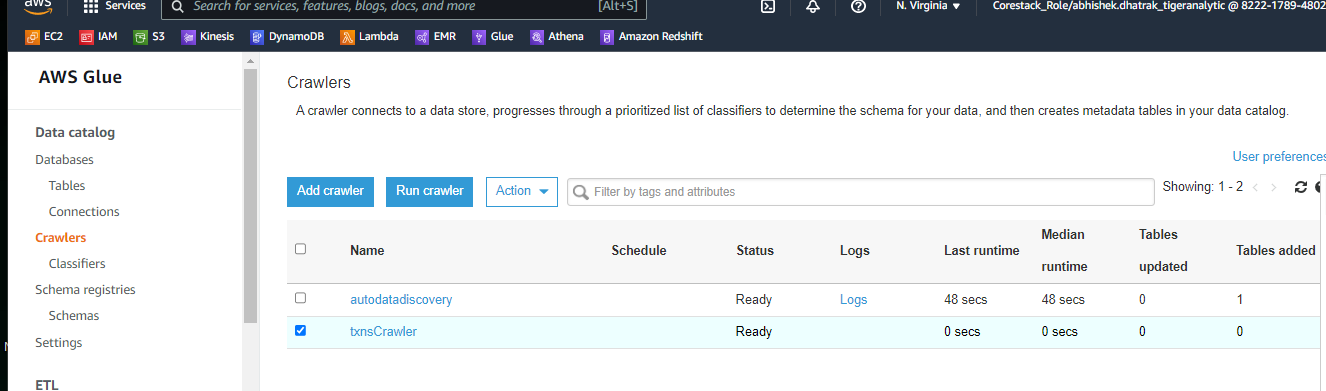 aws
Services
Search for services, features, blogs, docs, and more
[Alt+S]
N. Virginia
Corestack_Role/abhishek.dhatrak_tigeranalytic @ 8222-1789-4802
EC2
IAM
S3
Kinesis
DynamoDB
Lambda
EMR
Glue
Athena
Amazon Redshift
AWS Glue
Data catalog
Databases
Tables
Connections
Crawlers
Classifiers
Schema registries
Schemas
Settings
ETL
Crawlers
A crawler connects to a data store, progresses through a prioritized list of classifiers to determine the schema for your data, and then creates metadata tables in your data catalog.
User preferences
Add crawler
Run crawler
Action
Filter by tags and attributes
Showing: 1 - 2
Name Schedule Status Logs Last runtime Median runtime Tables updated Tables added
autodatadiscovery Ready Logs 48 secs 48 secs 0 1
txnsCrawler Ready 0 secs 0 secs 0 0